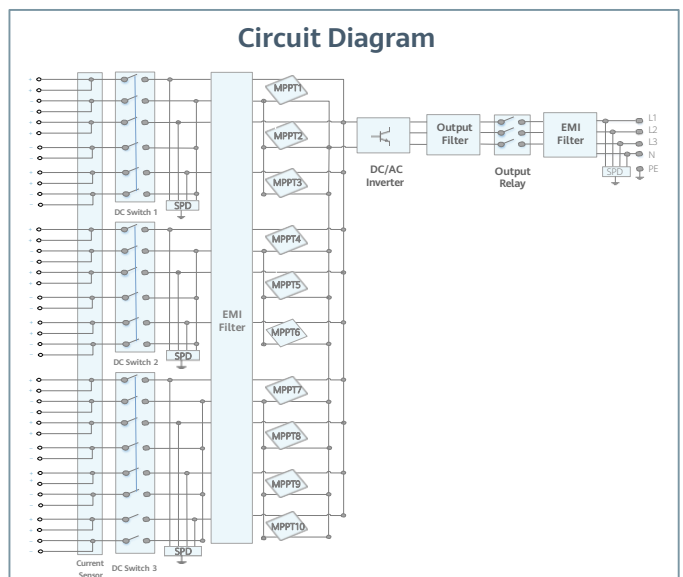 Circuit Diagram
MPPT1
MPPT2
MPPT3
SPD
DC Switch 1
MPPT4
MPPT5
MPPT6
EMI
Filter
SPD
DC Switch 2
MPPT7
MPPT8
MPPT9
MPPT10
SPD
Current
Sensor
DC Switch 3
DC/AC
Inverter
Output
Filter
Output
Relay
EMI
Filter
SPD
L1
L2
L3
N
PE